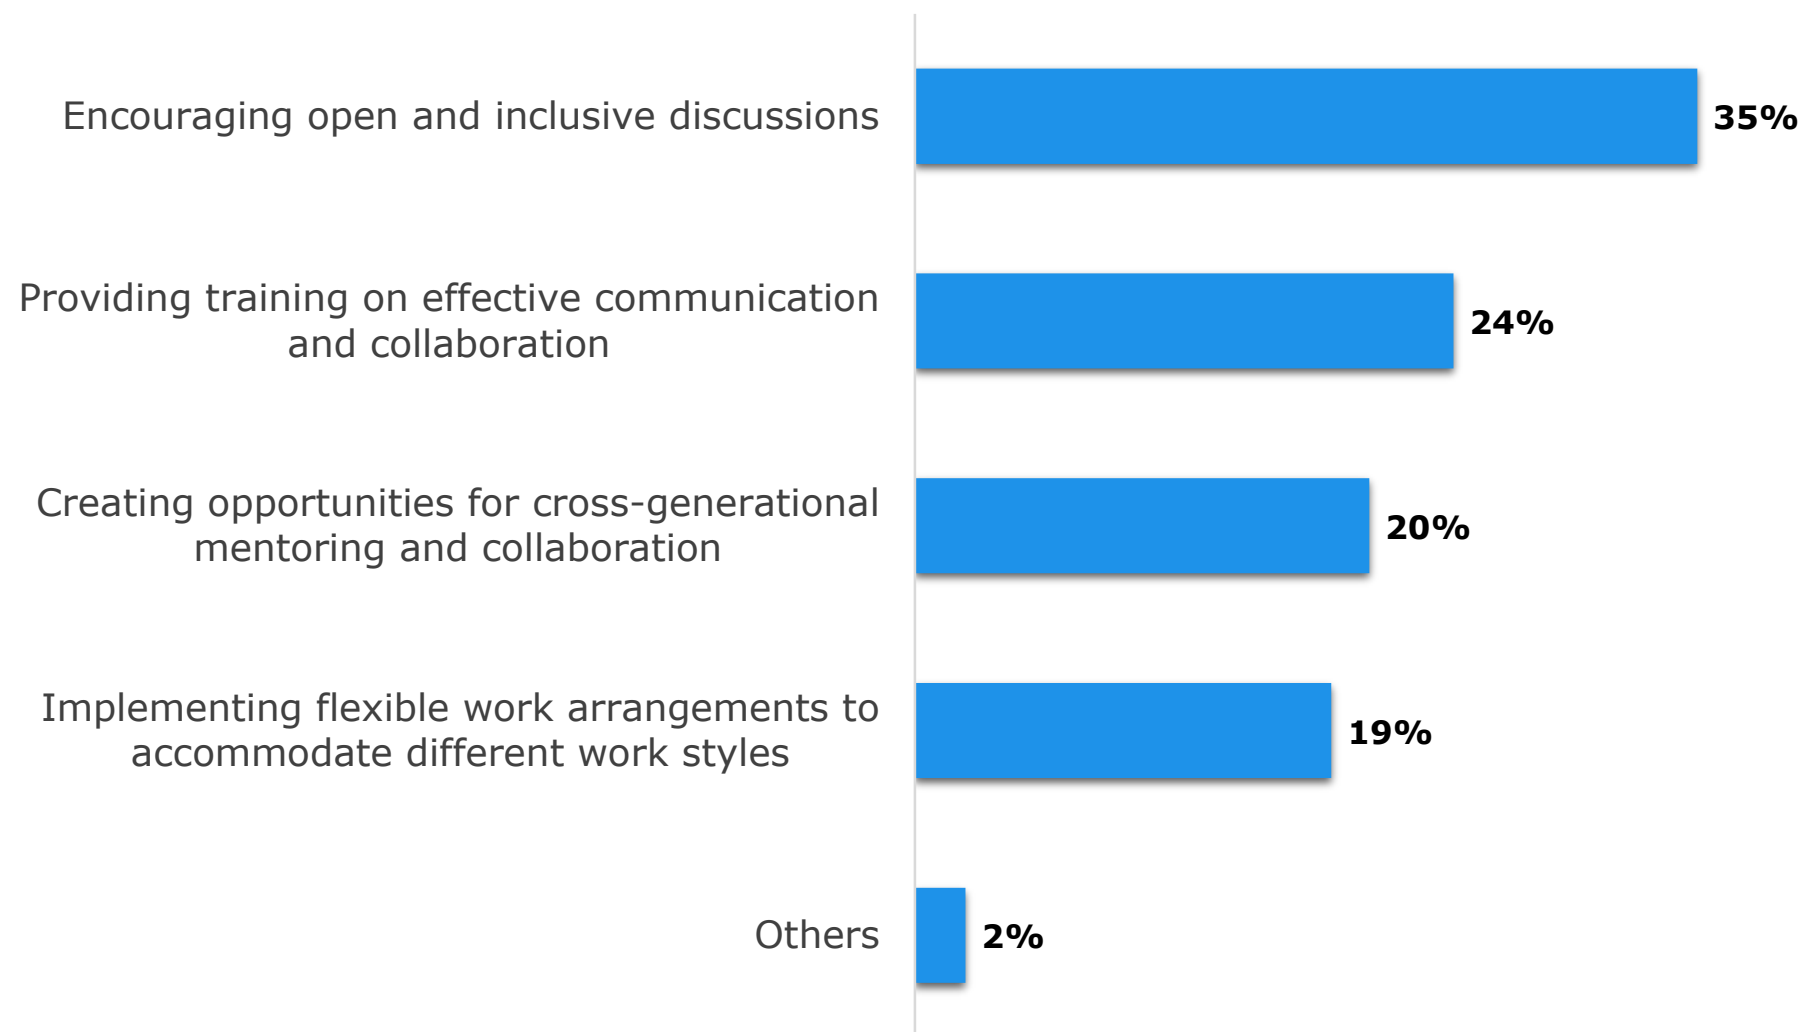 Encouraging open and inclusive discussions
35%
Providing training on effective communication
and collaboration
24%
Creating opportunities for cross-generational
mentoring and collaboration
20%
Implementing flexible work arrangements to
accommodate different work styles
19%
Others
2%